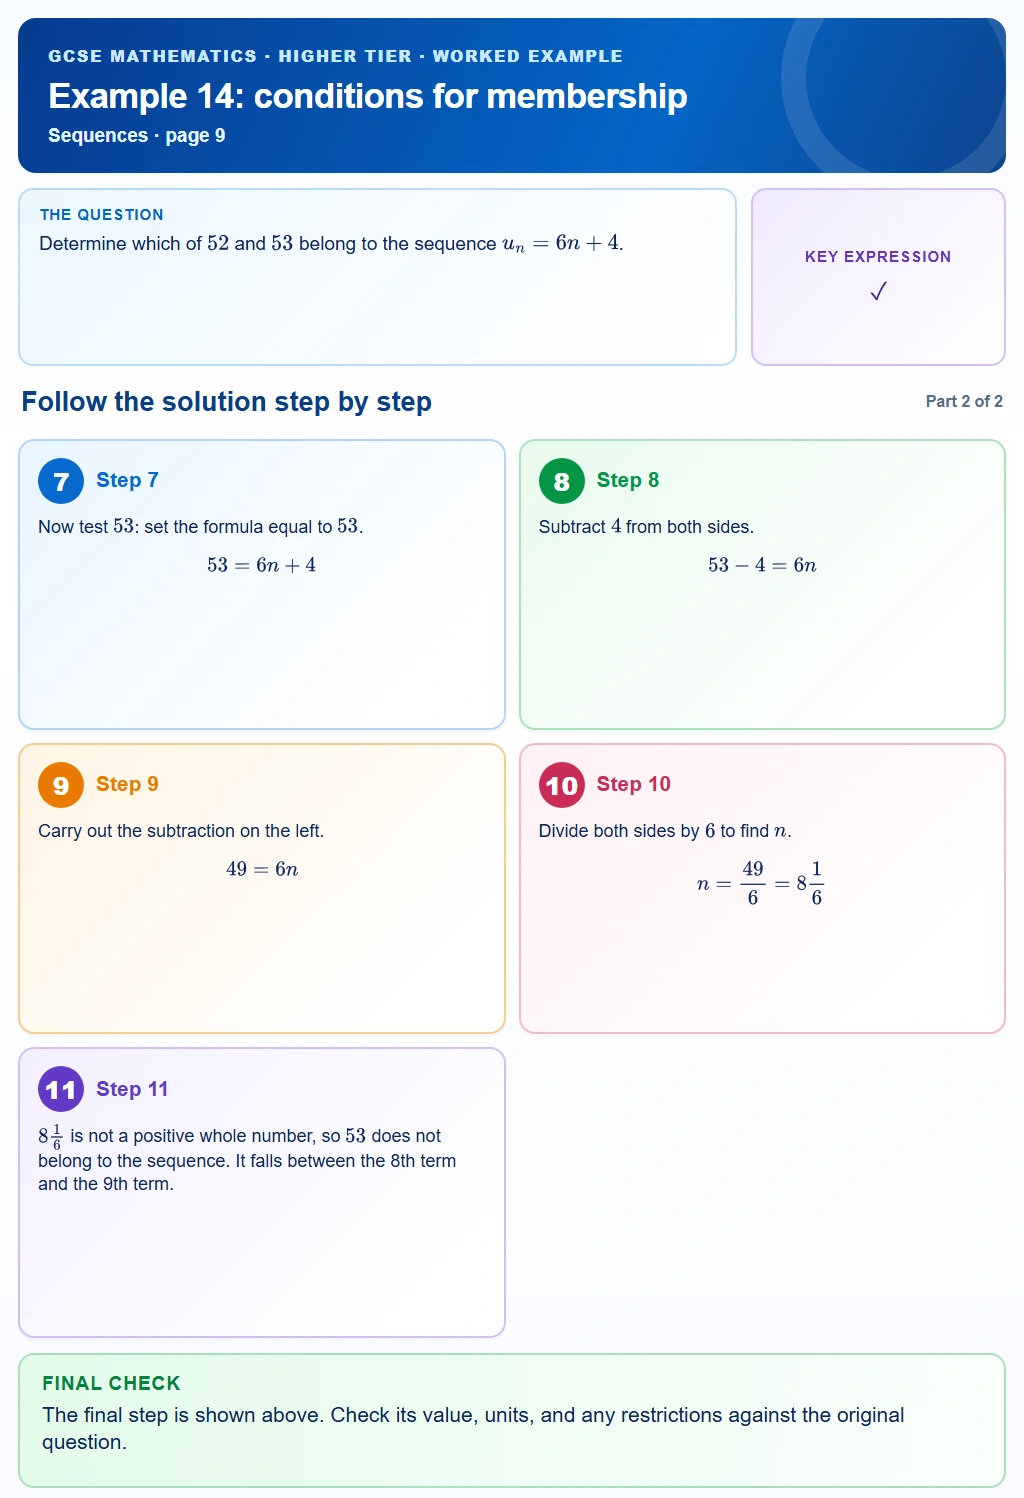 GCSE MATHEMATICS · HIGHER TIER · WORKED EXAMPLE
Example 14: conditions for membership
Sequences · page 9
THE QUESTION
Determine which of 52 and 53 belong to the sequence uₙ = 6n + 4.
KEY EXPRESSION
✓
Follow the solution step by step
Part 2 of 2
7 Step 7
Now test 53: set the formula equal to 53.
53 = 6n + 4
8 Step 8
Subtract 4 from both sides.
53 − 4 = 6n
9 Step 9
Carry out the subtraction on the left.
49 = 6n
10 Step 10
Divide both sides by 6 to find n.
n = 49/6 = 8 1/6
11 Step 11
8 1/6 is not a positive whole number, so 53 does not
belong to the sequence. It falls between the 8th term
and the 9th term.
FINAL CHECK
The final step is shown above. Check its value, units, and any restrictions against the original
question.